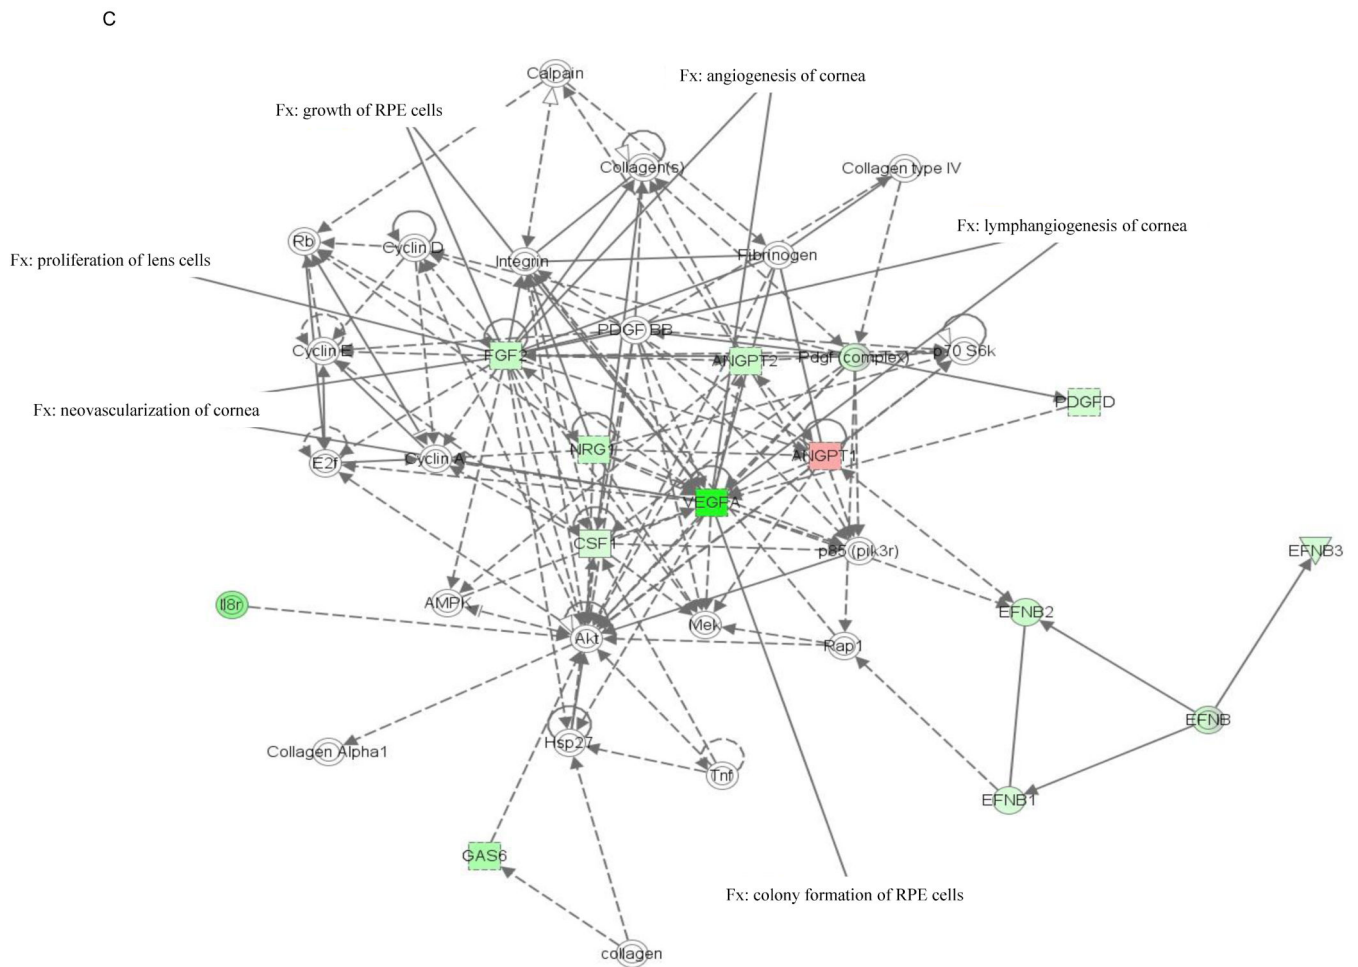 C
Calpain
Fx: angiogenesis of cornea
Fx: growth of RPE cells
Collagen(s)
Collagen type IV
Fx: lymphangiogenesis of cornea
Rb
Cyclin D
Integrin
Fibrinogen
Fx: proliferation of lens cells
PDGF BB
Cyclin E
FGF2
ANGPT2
Pdgf (complex)
p70 S6k
PDGFD
Fx: neovascularization of cornea
NRG1
ANGPT1
E2f
Cyclin A
VEGFA
CSF1
p85 (pik3r)
EFNB3
Il8r
AMPK
EFNB2
Mek
Akt
Rap1
EFNB
Hsp27
Collagen Alpha1
Tnf
EFNB1
GAS6
Fx: colony formation of RPE cells
collagen